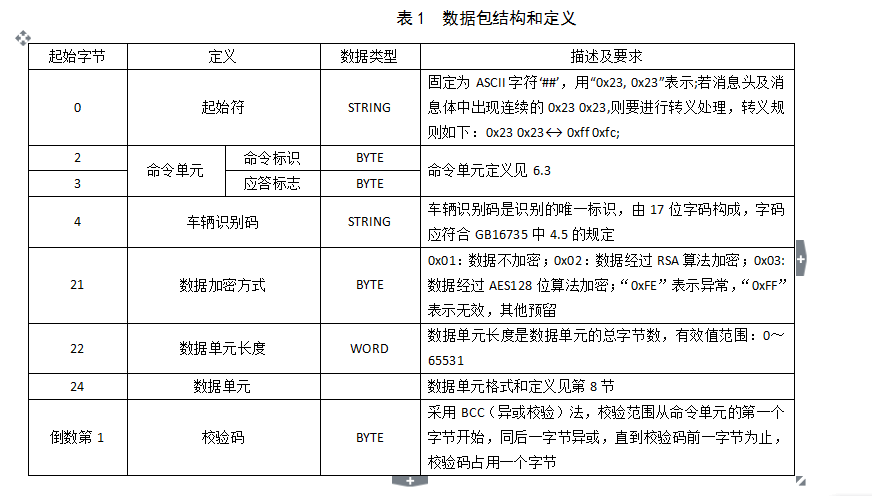 表 1 数据包结构和定义
起始字节 定义 数据类型 描述及要求
0 起始符 STRING 固定为 ASCII 字符‘##’，用“0x23, 0x23”表示;若消息头及消
息体中出现连续的 0x23 0x23,则要进行转义处理，转义规
则如下：0x23 0x23↔ 0xff 0xfc;
2 命令单元 命令标识 BYTE 命令单元定义见 6.3
3 应答标志 BYTE
4 车辆识别码 STRING 车辆识别码是识别的唯一标识，由 17 位字码构成，字码
应符合 GB16735 中 4.5 的规定
21 数据加密方式 BYTE 0x01：数据不加密；0x02：数据经过 RSA 算法加密；0x03:
数据经过 AES128 位算法加密；“0xFE”表示异常，“0xFF”
表示无效，其他预留
22 数据单元长度 WORD 数据单元长度是数据单元的总字节数，有效值范围：0～
65531
24 数据单元 数据单元格式和定义见第 8 节
倒数第 1 校验码 BYTE 采用 BCC（异或校验）法，校验范围从命令单元的第一个
字节开始，同后一字节异或，直到校验码前一字节为止，
校验码占用一个字节